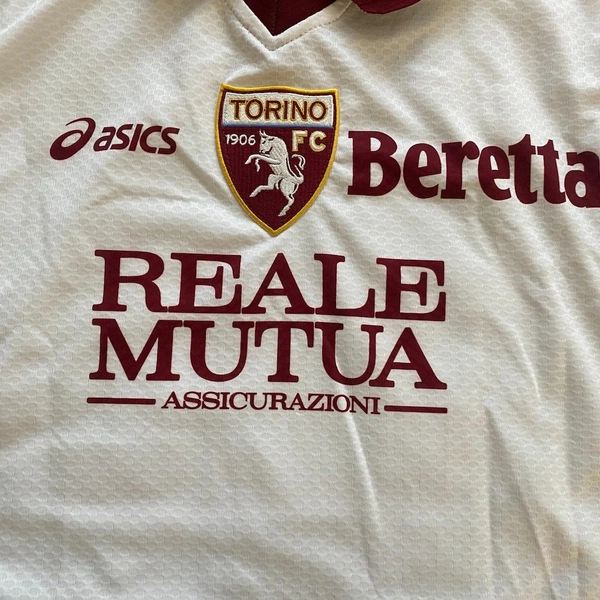 asics
TORINO
1906 FC
Beretta
REALE
MUTUA
ASSICURAZIONI